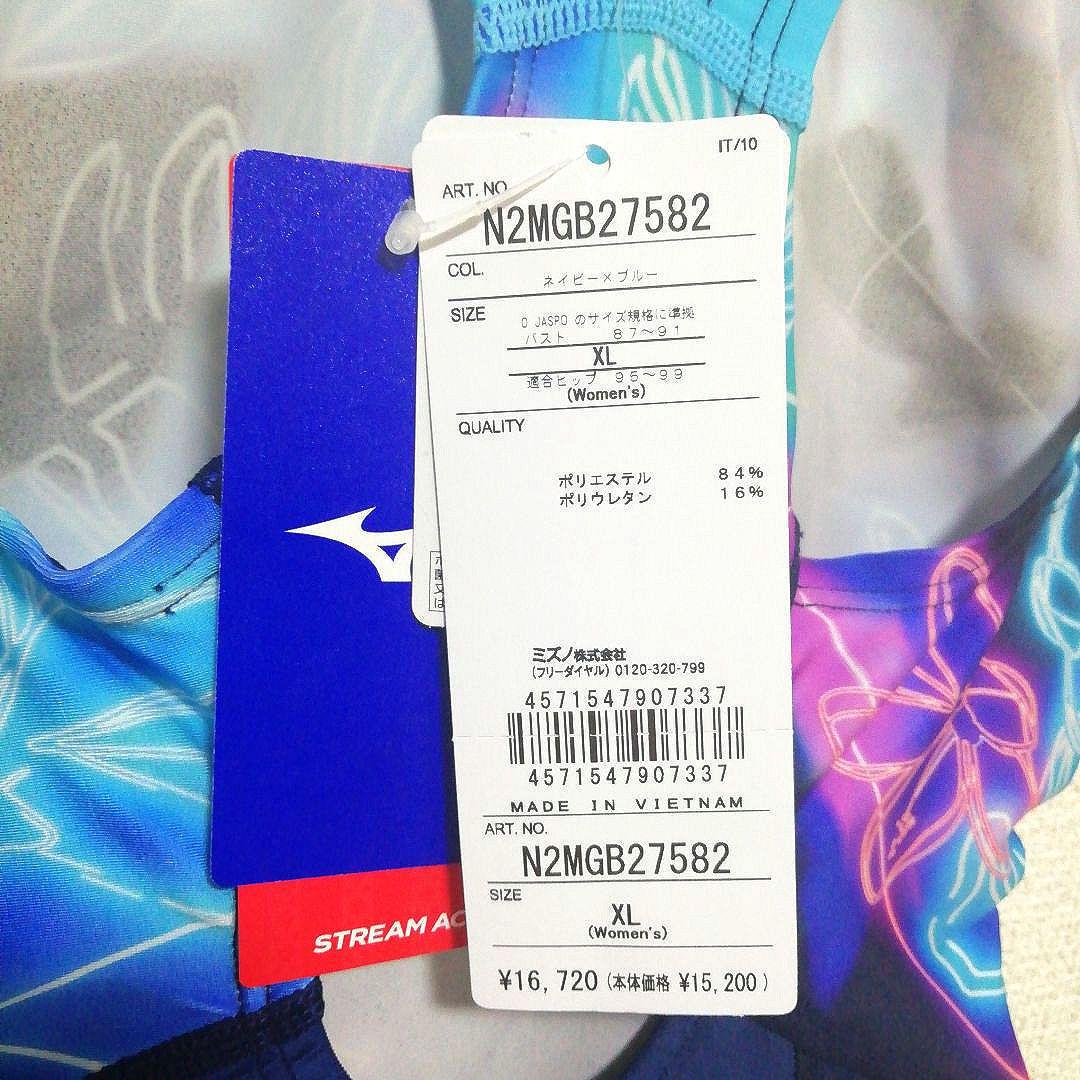 IT/10
ART. NO.
N2MGB27582
COL.
ネイビー×ブルー
SIZE
O JASPO のサイズ規格に準拠
バスト 87～91
XL
適合ヒップ 95～99
(Women's)
QUALITY
ポリエステル 84%
ポリウレタン 16%
ミズノ株式会社
(フリーダイヤル) 0120-320-799
4571547907337
4571547907337
MADE IN VIETNAM
ART. NO.
N2MGB27582
SIZE
XL
(Women's)
¥16,720 (本体価格 ¥15,200)
STREAM AC